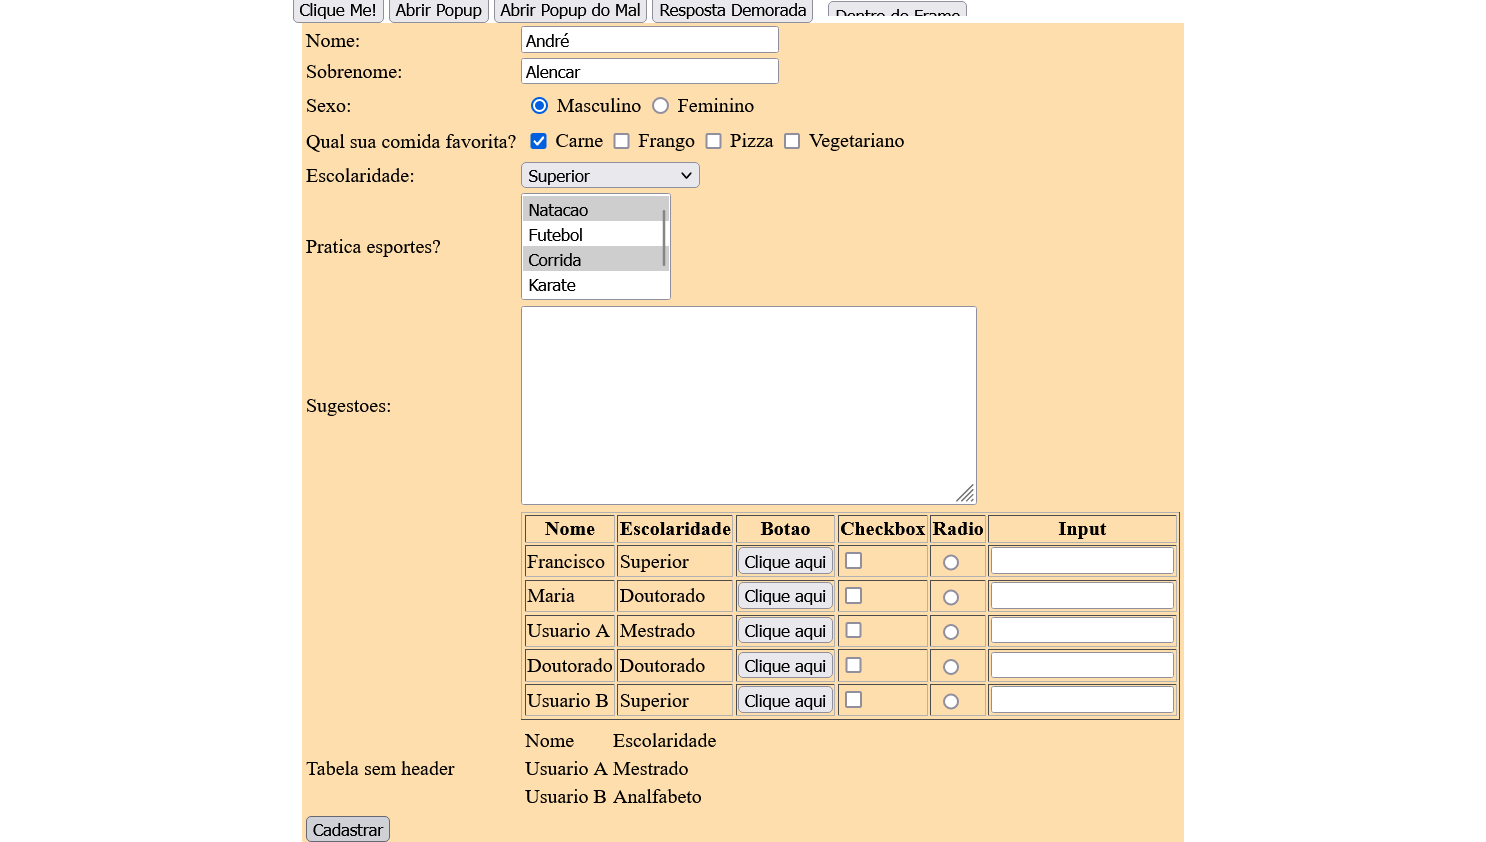 Clique Me! Abrir Popup Abrir Popup do Mal Resposta Demorada Dentro do Frame
Nome: André
Sobrenome: Alencar
Sexo: Masculino Feminino
Qual sua comida favorita? Carne Frango Pizza Vegetariano
Escolaridade: Superior
Pratica esportes?
Natacao
Futebol
Corrida
Karate
Sugestoes:
Nome Escolaridade Botao Checkbox Radio Input
Francisco Superior Clique aqui
Maria Doutorado Clique aqui
Usuario A Mestrado Clique aqui
Doutorado Doutorado Clique aqui
Usuario B Superior Clique aqui
Tabela sem header
Nome Escolaridade
Usuario A Mestrado
Usuario B Analfabeto
Cadastrar